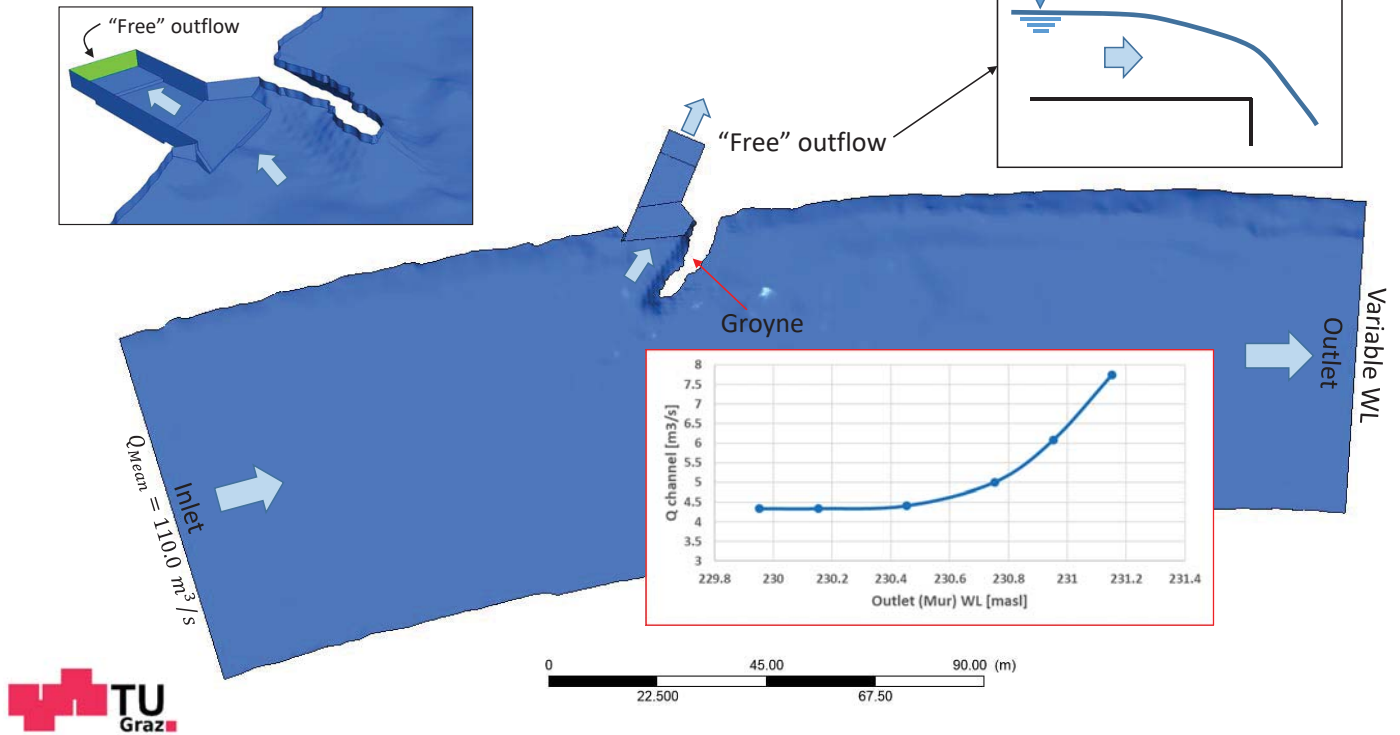 “Free” outflow
“Free” outflow
Groyne
Inlet
Q_Mean = 110.0 m³/s
Outlet
Variable WL
8
7.5
7
6.5
6
5.5
5
4.5
4
3.5
3
Q channel [m3/s]
229.8 230 230.2 230.4 230.6 230.8 231 231.2 231.4
Outlet (Mur) WL [masl]
0 45.00 90.00 (m)
22.500 67.50
TU
Graz